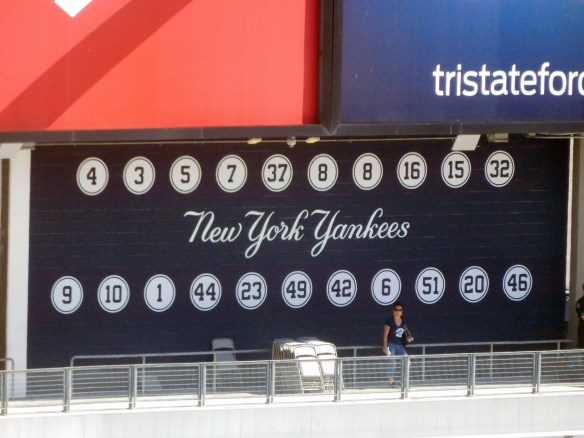 tristateford
4 3 5 7 37 8 8 16 15 32
New York Yankees
9 10 1 44 23 49 42 6 51 20 46